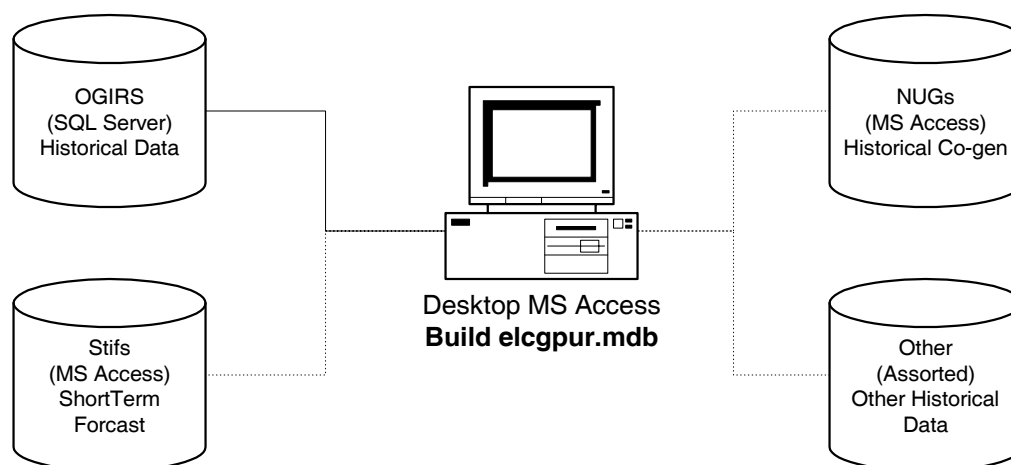 OGIRS
(SQL Server)
Historical Data
NUGs
(MS Access)
Historical Co-gen
Desktop MS Access
Build elcgpur.mdb
Stifs
(MS Access)
ShortTerm
Forcast
Other
(Assorted)
Other Historical
Data